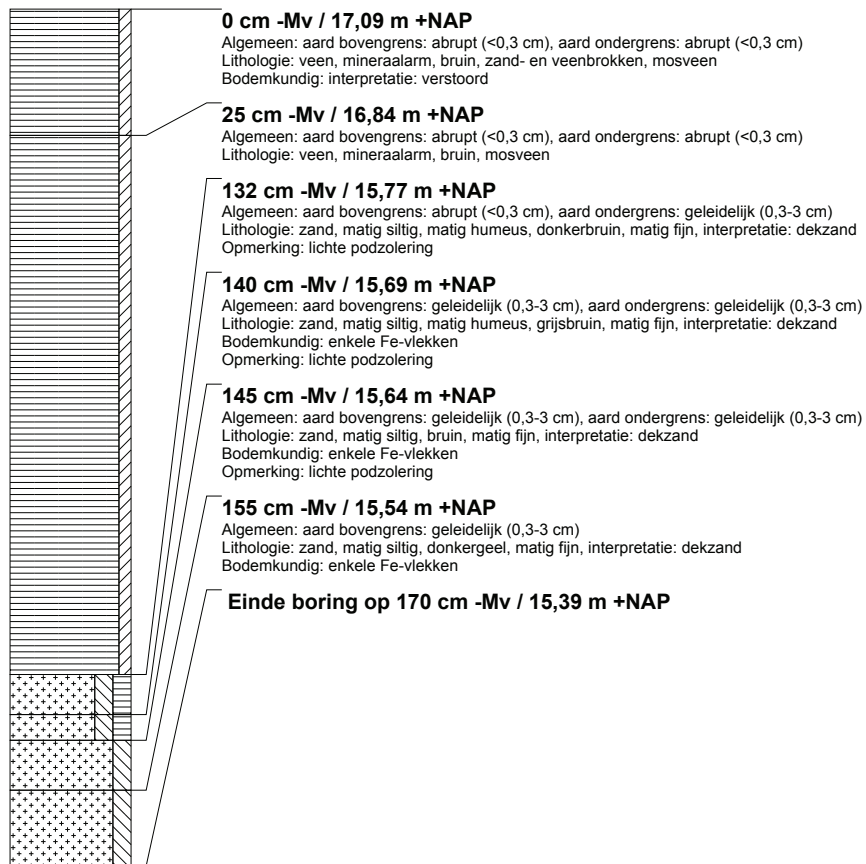 0 cm -Mv / 17,09 m +NAP
Algemeen: aard bovengrens: abrupt (<0,3 cm), aard ondergrens: abrupt (<0,3 cm)
Lithologie: veen, mineraalarm, bruin, zand- en veenbrokken, mosveen
Bodemkundig: interpretatie: verstoord
25 cm -Mv / 16,84 m +NAP
Algemeen: aard bovengrens: abrupt (<0,3 cm), aard ondergrens: abrupt (<0,3 cm)
Lithologie: veen, mineraalarm, bruin, mosveen
132 cm -Mv / 15,77 m +NAP
Algemeen: aard bovengrens: abrupt (<0,3 cm), aard ondergrens: geleidelijk (0,3-3 cm)
Lithologie: zand, matig siltig, matig humeus, donkerbruin, matig fijn, interpretatie: dekzand
Opmerking: lichte podzolering
140 cm -Mv / 15,69 m +NAP
Algemeen: aard bovengrens: geleidelijk (0,3-3 cm), aard ondergrens: geleidelijk (0,3-3 cm)
Lithologie: zand, matig siltig, matig humeus, grijsbruin, matig fijn, interpretatie: dekzand
Bodemkundig: enkele Fe-vlekken
Opmerking: lichte podzolering
145 cm -Mv / 15,64 m +NAP
Algemeen: aard bovengrens: geleidelijk (0,3-3 cm), aard ondergrens: geleidelijk (0,3-3 cm)
Lithologie: zand, matig siltig, bruin, matig fijn, interpretatie: dekzand
Bodemkundig: enkele Fe-vlekken
Opmerking: lichte podzolering
155 cm -Mv / 15,54 m +NAP
Algemeen: aard bovengrens: geleidelijk (0,3-3 cm)
Lithologie: zand, matig siltig, donkergeel, matig fijn, interpretatie: dekzand
Bodemkundig: enkele Fe-vlekken
Einde boring op 170 cm -Mv / 15,39 m +NAP